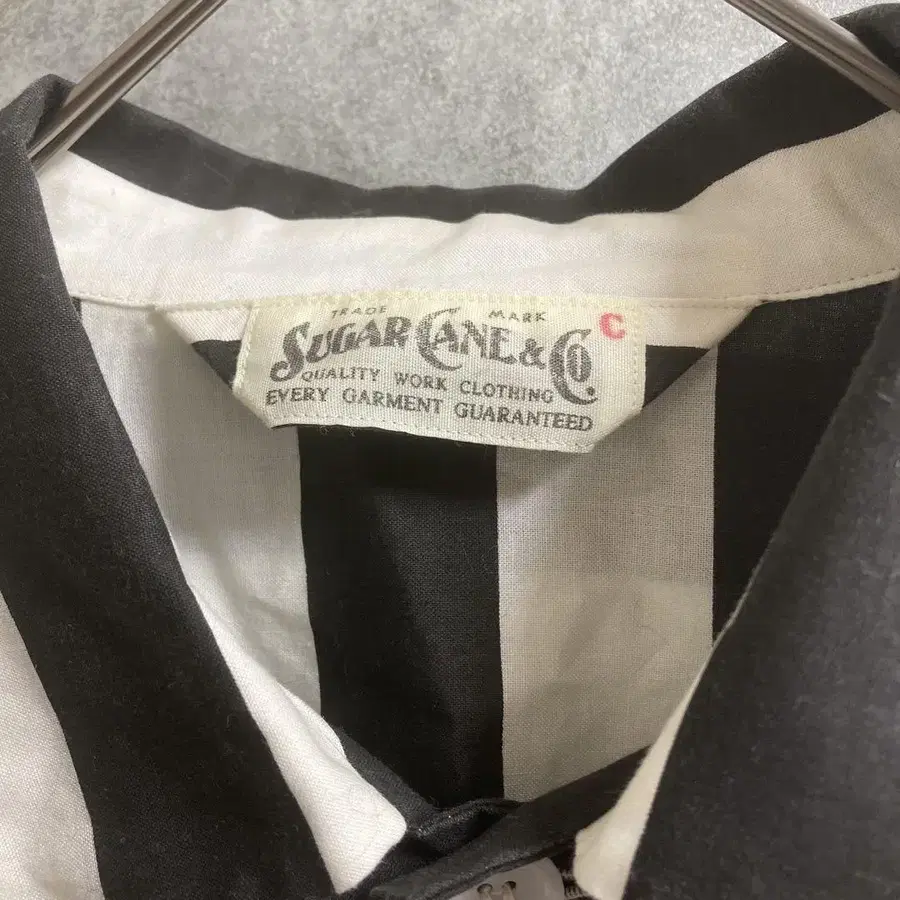 TRADE MARK
SUGAR CANE & CO. C
QUALITY WORK CLOTHING
EVERY GARMENT GUARANTEED